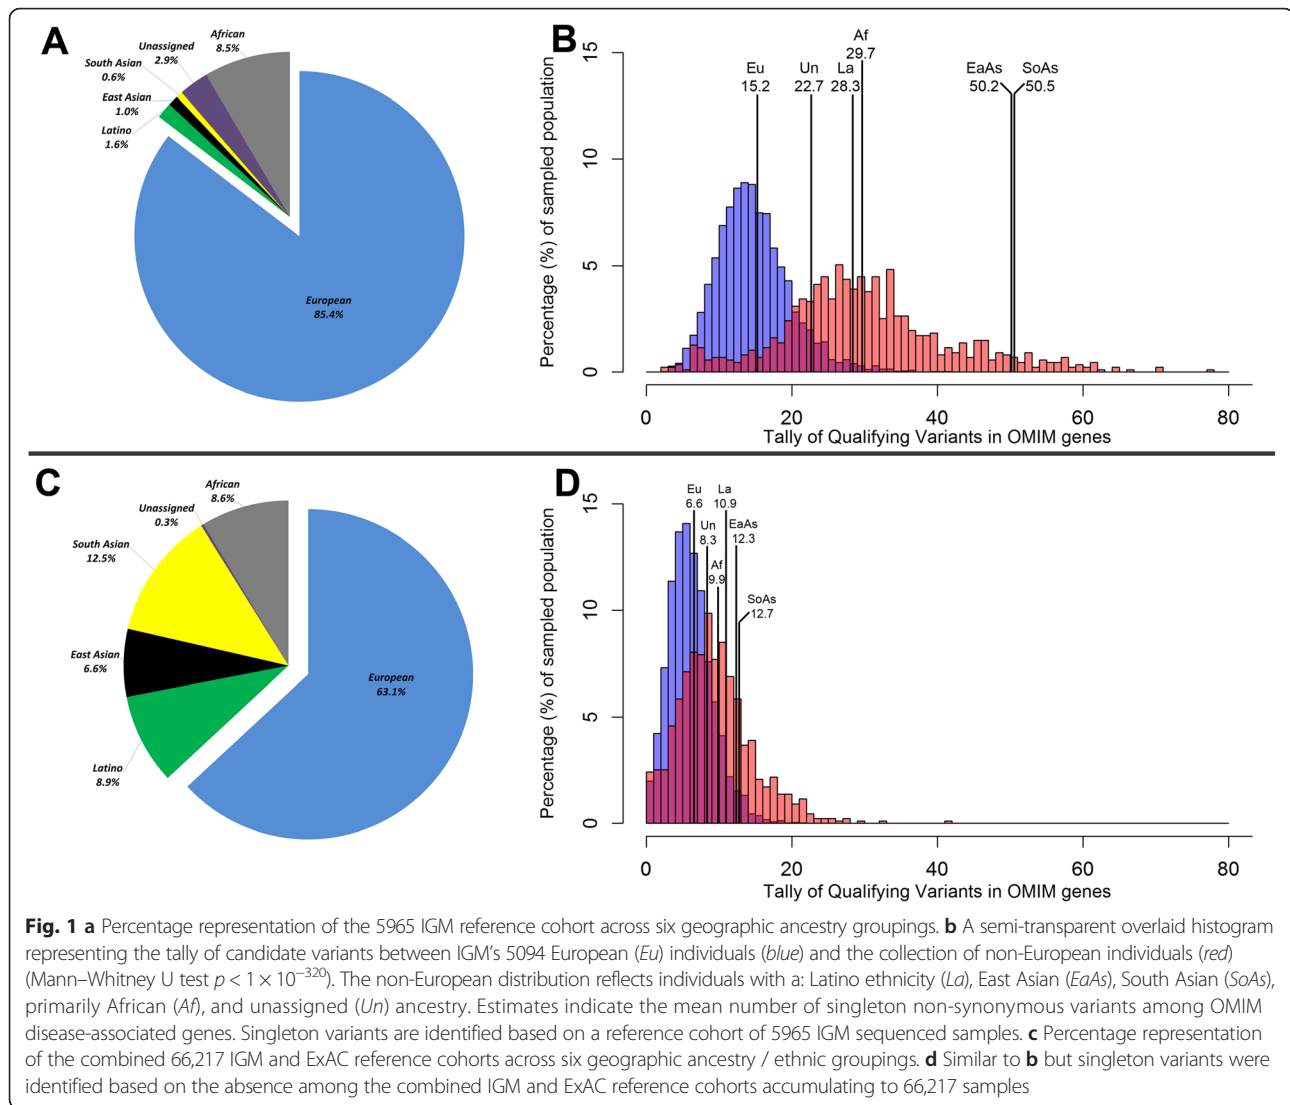 A
African
8.5%
Unassigned
2.9%
South Asian
0.6%
East Asian
1.0%
Latino
1.6%
European
85.4%
B
Percentage (%) of sampled population
15
10
5
0
Eu
15.2
Un
22.7
La
28.3
Af
29.7
EaAs
50.2
SoAs
50.5
0 20 40 60 80
Tally of Qualifying Variants in OMIM genes
C
African
8.6%
Unassigned
0.3%
South Asian
12.5%
East Asian
6.6%
Latino
8.9%
European
63.1%
D
Percentage (%) of sampled population
15
10
5
0
Eu
6.6
Un
8.3
Af
9.9
La
10.9
EaAs
12.3
SoAs
12.7
0 20 40 60 80
Tally of Qualifying Variants in OMIM genes
Fig. 1 a Percentage representation of the 5965 IGM reference cohort across six geographic ancestry groupings. b A semi-transparent overlaid histogram
representing the tally of candidate variants between IGM's 5094 European (Eu) individuals (blue) and the collection of non-European individuals (red)
(Mann–Whitney U test p < 1 × 10⁻³²⁰). The non-European distribution reflects individuals with a: Latino ethnicity (La), East Asian (EaAs), South Asian (SoAs),
primarily African (Af), and unassigned (Un) ancestry. Estimates indicate the mean number of singleton non-synonymous variants among OMIM
disease-associated genes. Singleton variants are identified based on a reference cohort of 5965 IGM sequenced samples. c Percentage representation
of the combined 66,217 IGM and ExAC reference cohorts across six geographic ancestry / ethnic groupings. d Similar to b but singleton variants were
identified based on the absence among the combined IGM and ExAC reference cohorts accumulating to 66,217 samples